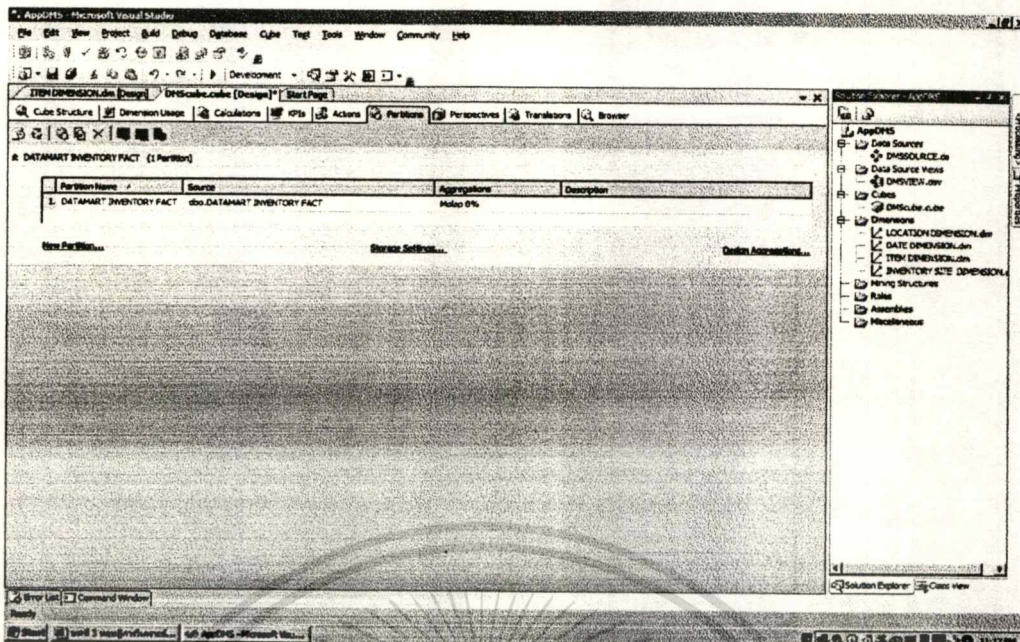 AppDMS - Microsoft Visual Studio
File Edit View Project Build Debug Database Cube Test Tools Window Community Help
Development
ITEM DIMENSION.dim [Design] DMScube.cube [Design]* Start Page
Cube Structure Dimension Usage Calculations KPIs Actions Partitions Perspectives Translations Browser
DATAMART INVENTORY FACT (1 Partition)
Partition Name Source Aggregations Description
1. DATAMART INVENTORY FACT dbo.DATAMART INVENTORY FACT Molap 0%
New Partition... Storage Settings... Design Aggregations...
Solution Explorer - AppDMS
AppDMS
Data Sources
DMSSOURCE.ds
Data Source Views
DMSVIEW.dsv
Cubes
DMScube.cube
Dimensions
LOCATION DIMENSION.dim
DATE DIMENSION.dim
ITEM DIMENSION.dim
INVENTORY SITE DIMENSION.
Mining Structures
Roles
Assemblies
Miscellaneous
Solution Explorer Class View
Error List Command Window
Ready
Start AppDMS - Microsoft Vis...